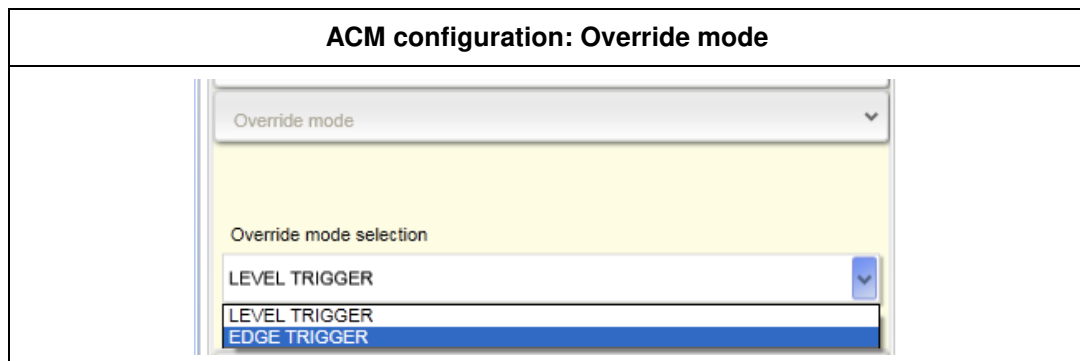 ACM configuration: Override mode
Override mode
Override mode selection
LEVEL TRIGGER
LEVEL TRIGGER
EDGE TRIGGER